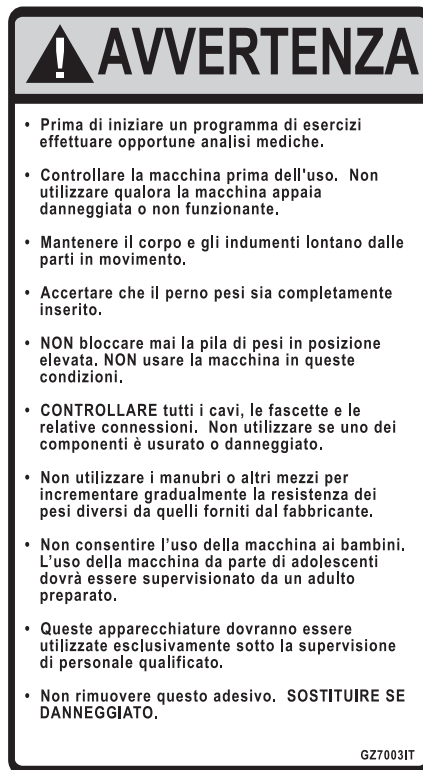 AVVERTENZA
• Prima di iniziare un programma di esercizi
effettuare opportune analisi mediche.
• Controllare la macchina prima dell'uso. Non
utilizzare qualora la macchina appaia
danneggiata o non funzionante.
• Mantenere il corpo e gli indumenti lontano dalle
parti in movimento.
• Accertare che il perno pesi sia completamente
inserito.
• NON bloccare mai la pila di pesi in posizione
elevata. NON usare la macchina in queste
condizioni.
• CONTROLLARE tutti i cavi, le fascette e le
relative connessioni. Non utilizzare se uno dei
componenti è usurato o danneggiato.
• Non utilizzare i manubri o altri mezzi per
incrementare gradualmente la resistenza dei
pesi diversi da quelli forniti dal fabbricante.
• Non consentire l'uso della macchina ai bambini.
L'uso della macchina da parte di adolescenti
dovrà essere supervisionato da un adulto
preparato.
• Queste apparecchiature dovranno essere
utilizzate esclusivamente sotto la supervisione
di personale qualificato.
• Non rimuovere questo adesivo. SOSTITUIRE SE
DANNEGGIATO.
GZ7003IT